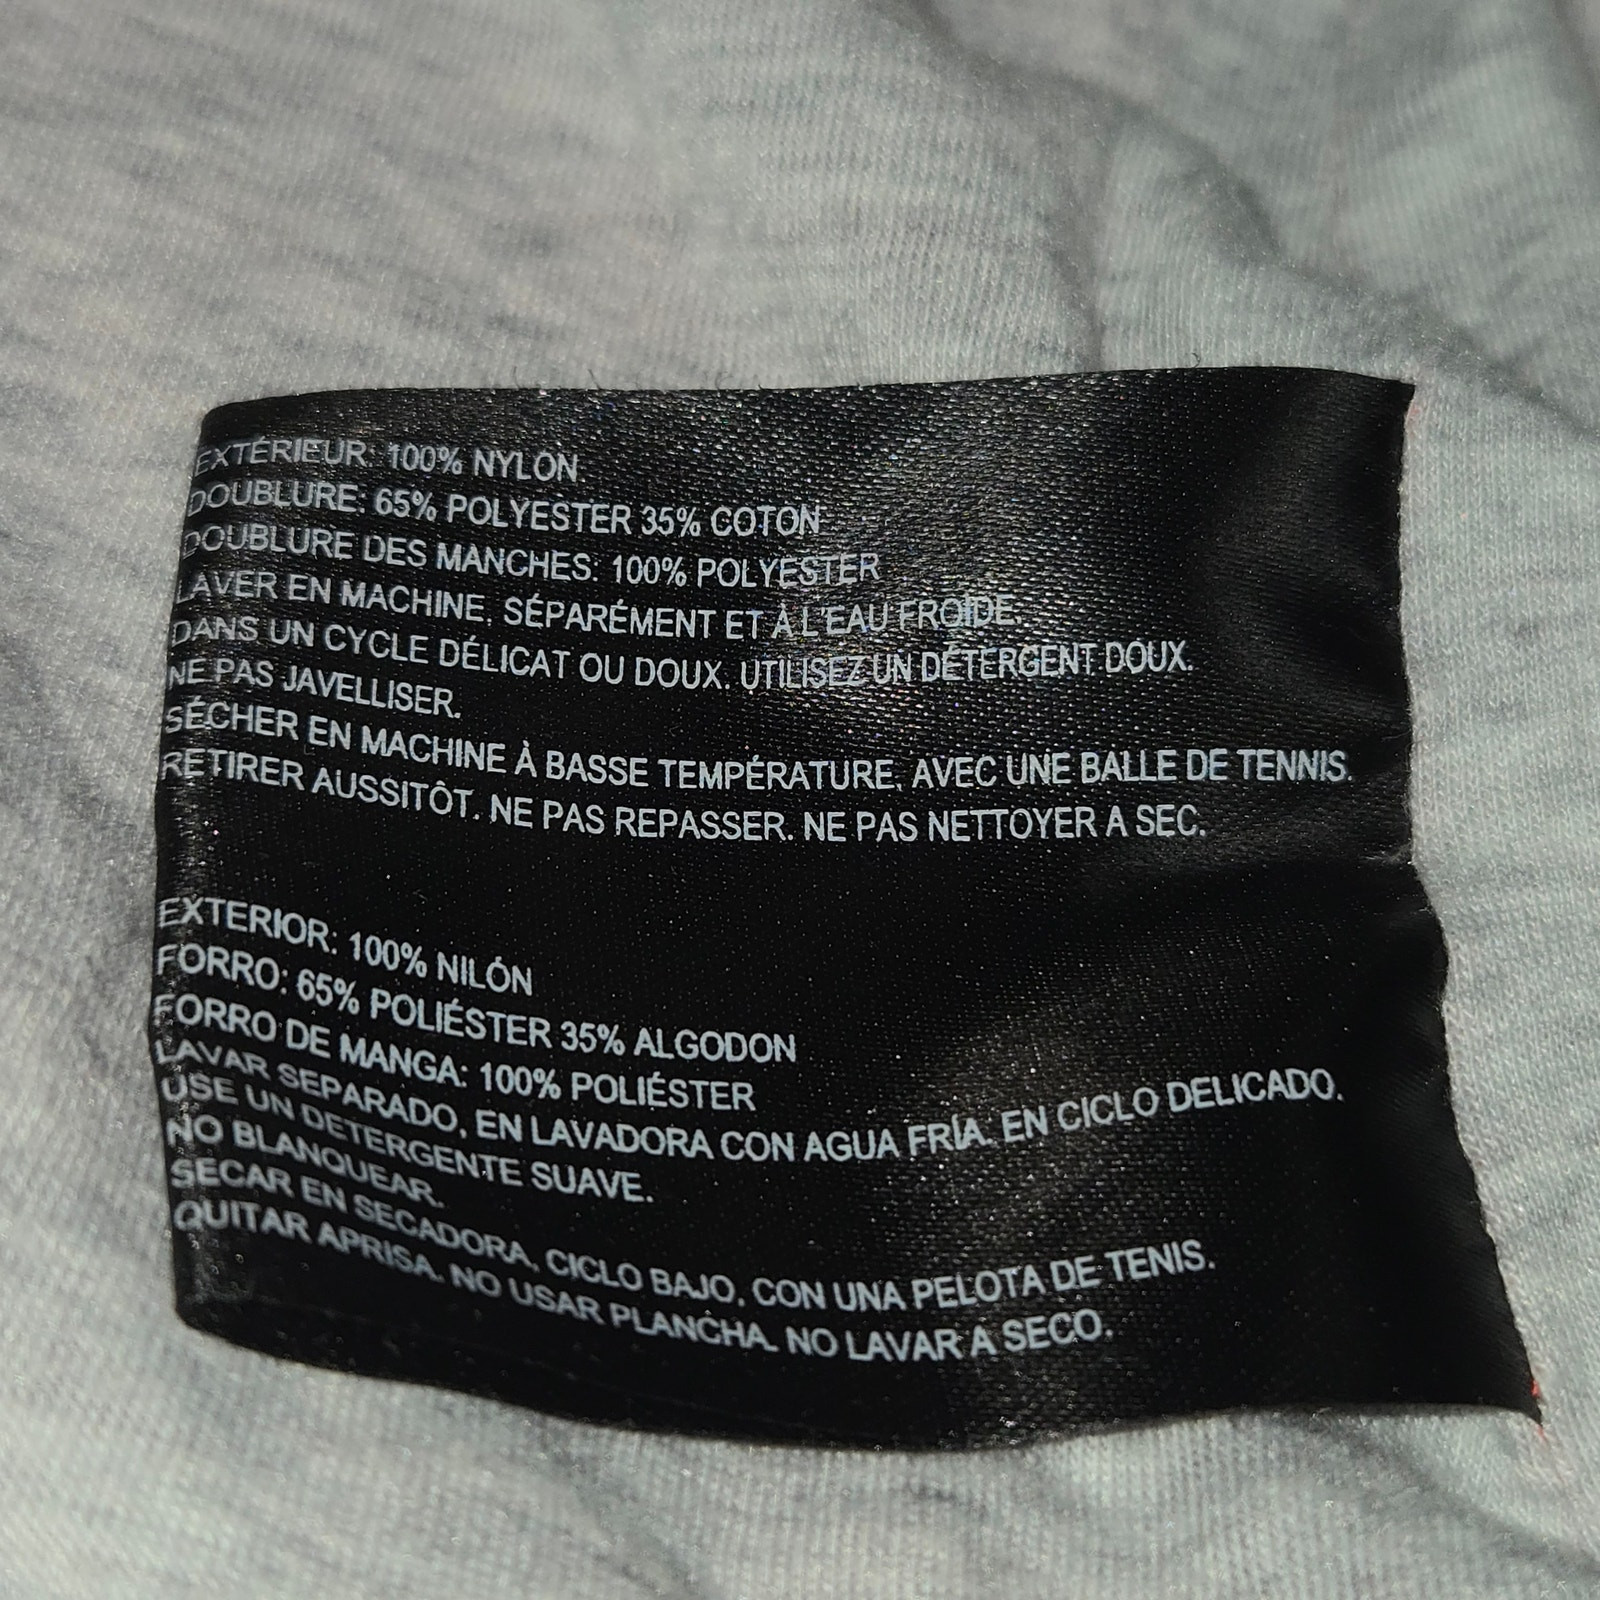 EXTÉRIEUR: 100% NYLON
DOUBLURE: 65% POLYESTER 35% COTON
DOUBLURE DES MANCHES: 100% POLYESTER
LAVER EN MACHINE, SÉPARÉMENT ET À L'EAU FROIDE,
DANS UN CYCLE DÉLICAT OU DOUX. UTILISEZ UN DÉTERGENT DOUX.
NE PAS JAVELLISER.
SÉCHER EN MACHINE À BASSE TEMPÉRATURE, AVEC UNE BALLE DE TENNIS.
RETIRER AUSSITÔT. NE PAS REPASSER. NE PAS NETTOYER A SEC.
EXTERIOR: 100% NILÓN
FORRO: 65% POLIÉSTER 35% ALGODON
FORRO DE MANGA: 100% POLIÉSTER
LAVAR SEPARADO, EN LAVADORA CON AGUA FRÍA. EN CICLO DELICADO.
USE UN DETERGENTE SUAVE.
NO BLANQUEAR.
SECAR EN SECADORA, CICLO BAJO, CON UNA PELOTA DE TENIS.
QUITAR APRISA. NO USAR PLANCHA. NO LAVAR A SECO.